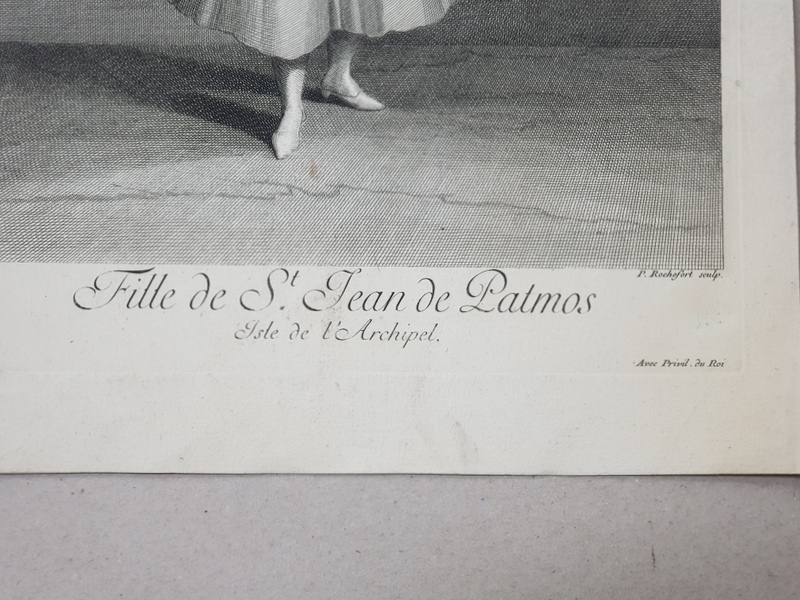 P. Rochefort sculp.
Fille de S.t Jean de Patmos
Isle de l'Archipel.
Avec Privil. du Roi